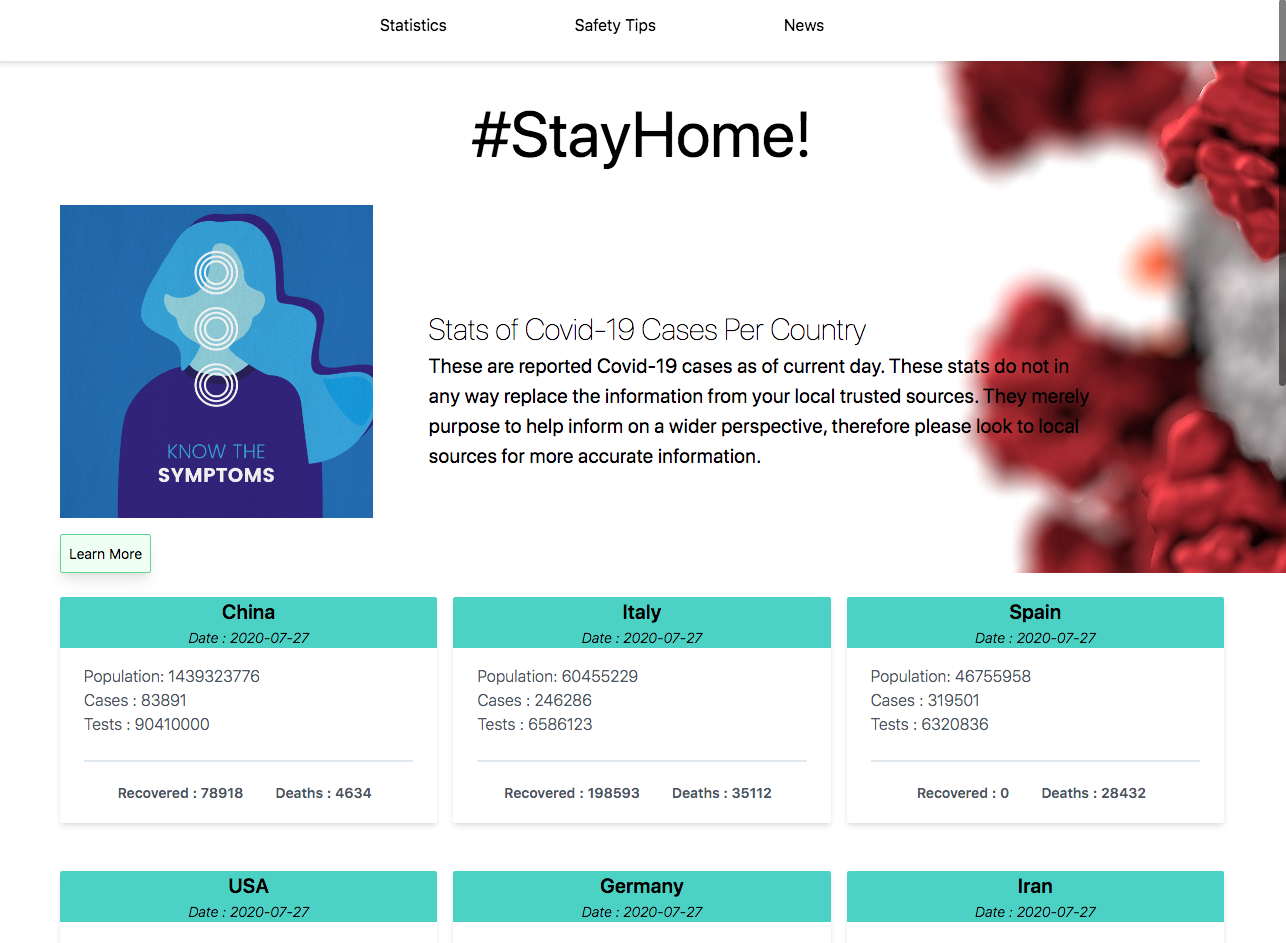 Statistics Safety Tips News
#StayHome!
KNOW THE
SYMPTOMS
Stats of Covid-19 Cases Per Country
These are reported Covid-19 cases as of current day. These stats do not in
any way replace the information from your local trusted sources. They merely
purpose to help inform on a wider perspective, therefore please look to local
sources for more accurate information.
Learn More
China
Date : 2020-07-27
Population: 1439323776
Cases : 83891
Tests : 90410000
Recovered : 78918 Deaths : 4634
Italy
Date : 2020-07-27
Population: 60455229
Cases : 246286
Tests : 6586123
Recovered : 198593 Deaths : 35112
Spain
Date : 2020-07-27
Population: 46755958
Cases : 319501
Tests : 6320836
Recovered : 0 Deaths : 28432
USA
Date : 2020-07-27
Germany
Date : 2020-07-27
Iran
Date : 2020-07-27